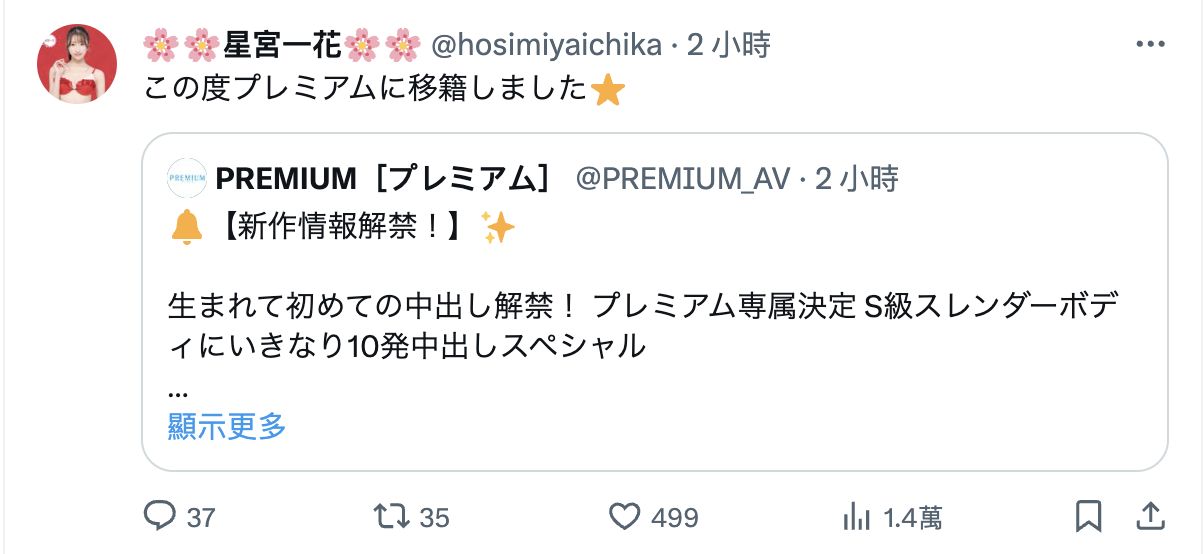 🌸🌸星宮一花🌸🌸 @hosimiyaichika · 2 小時
この度プレミアムに移籍しました⭐
PREMIUM
PREMIUM［プレミアム］ @PREMIUM_AV · 2 小時
🔔【新作情報解禁！】✨
生まれて初めての中出し解禁！ プレミアム専属決定 S級スレンダーボデ
ィにいきなり10発中出しスペシャル
...
顯示更多
37 35 499 1.4萬